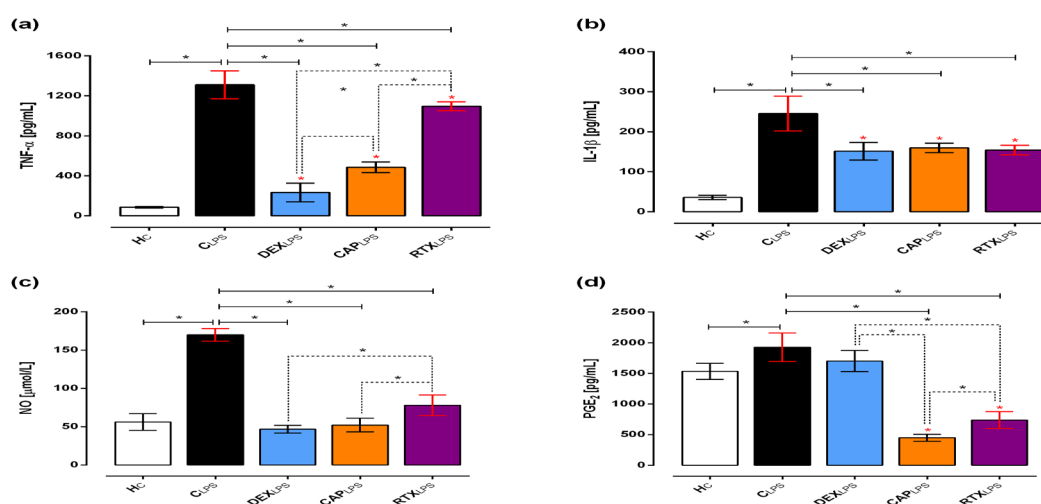 (a)
TNF-α [pg/mL]
1600
1200
800
400
0
* * * * * * *
* * *
HC CLPS DEXLPS CAPLPS RTXLPS
(b)
IL-1β [pg/mL]
400
300
200
100
0
* * * *
* * *
HC CLPS DEXLPS CAPLPS RTXLPS
(c)
NO [μmol/L]
200
150
100
50
0
* * * * * *
HC CLPS DEXLPS CAPLPS RTXLPS
(d)
PGE2 [pg/mL]
2500
2000
1500
1000
500
0
* * * * * *
* *
HC CLPS DEXLPS CAPLPS RTXLPS